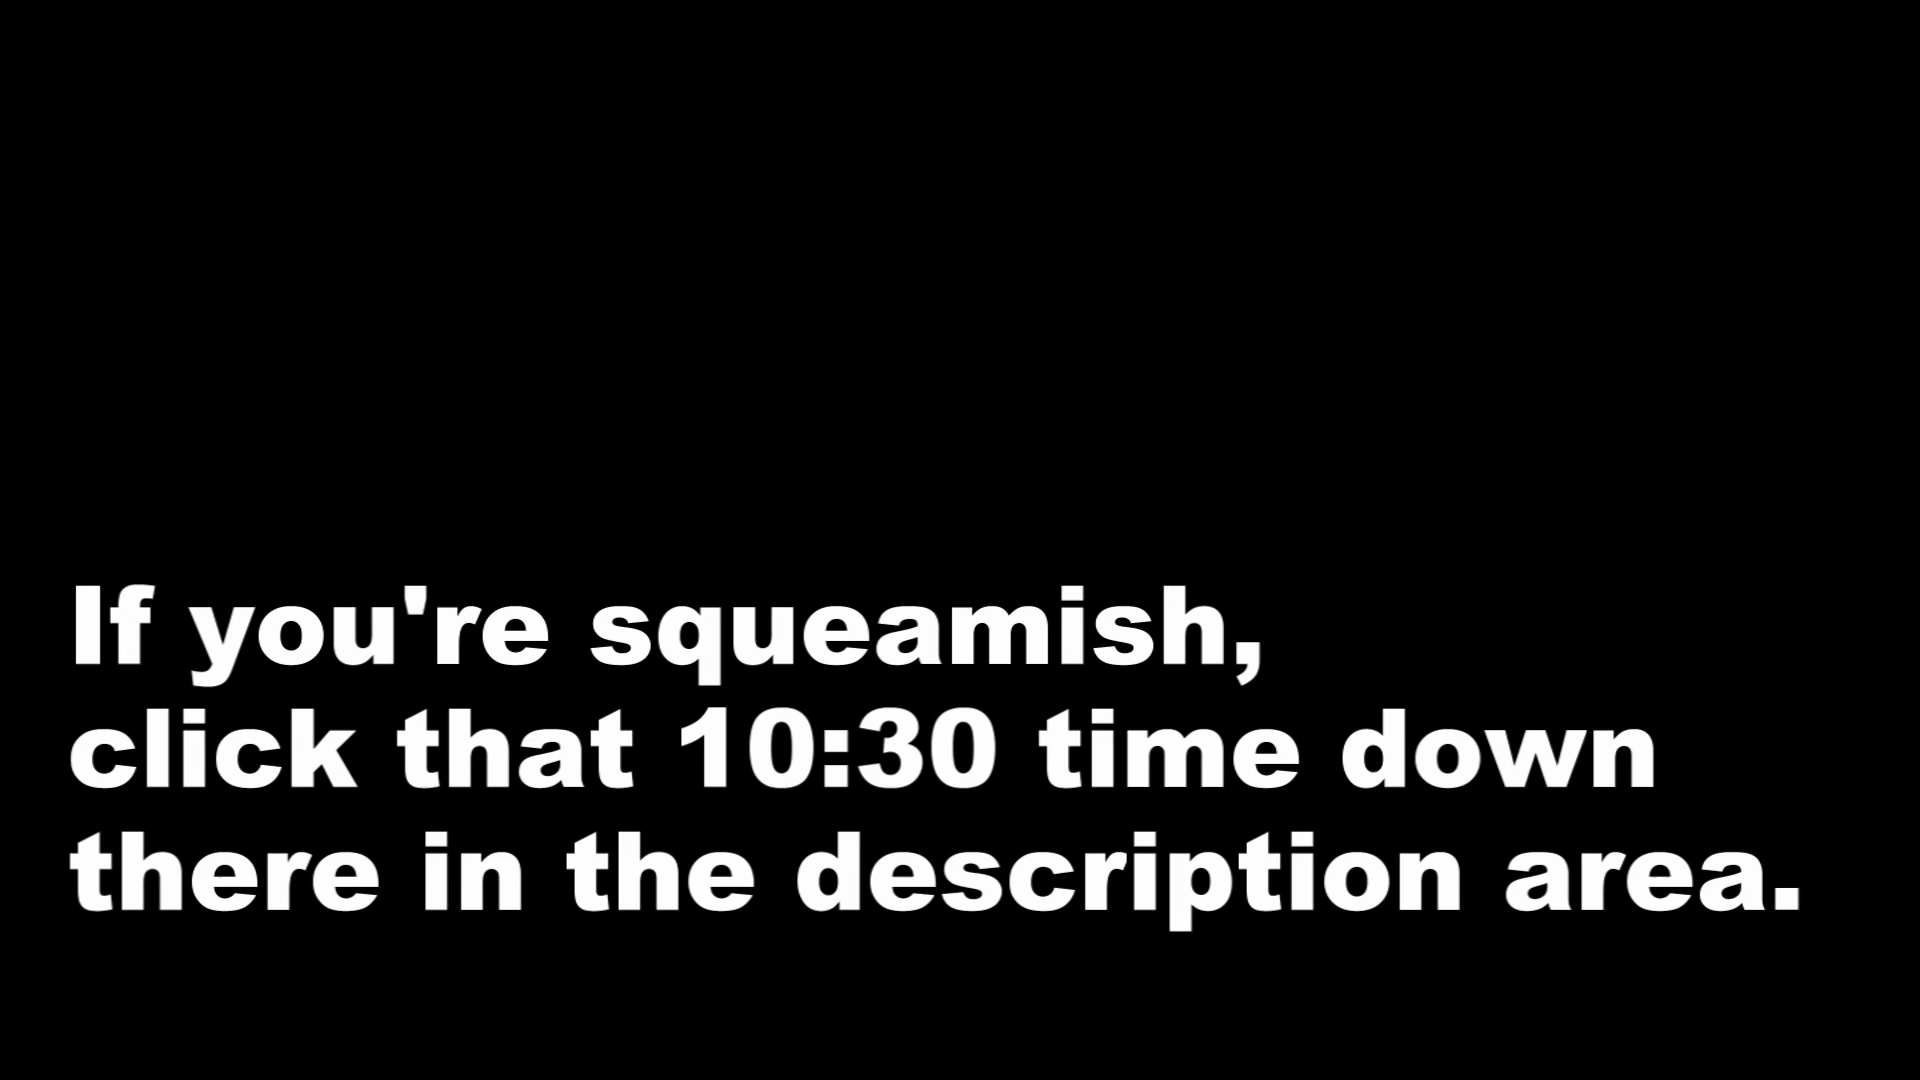 If you're squeamish,
click that 10:30 time down
there in the description area.